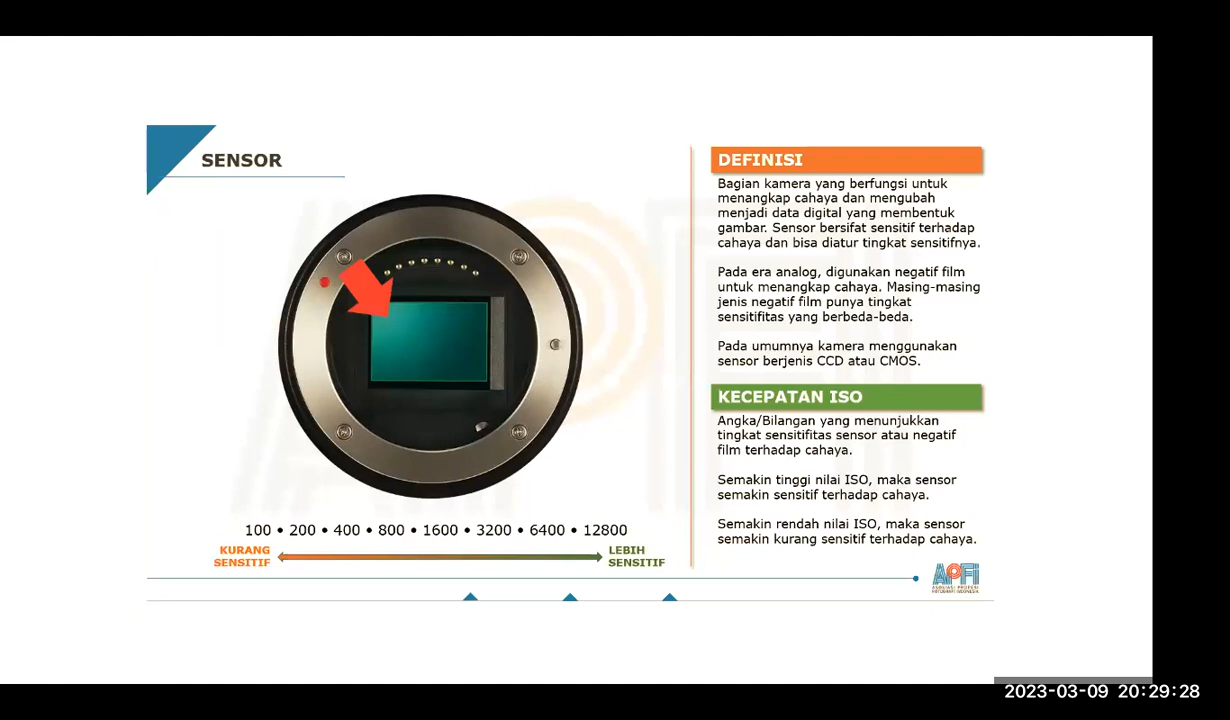 SENSOR
100 • 200 • 400 • 800 • 1600 • 3200 • 6400 • 12800
KURANG
SENSITIF
LEBIH
SENSITIF
DEFINISI
Bagian kamera yang berfungsi untuk
menangkap cahaya dan mengubah
menjadi data digital yang membentuk
gambar. Sensor bersifat sensitif terhadap
cahaya dan bisa diatur tingkat sensitifnya.
Pada era analog, digunakan negatif film
untuk menangkap cahaya. Masing-masing
jenis negatif film punya tingkat
sensitifitas yang berbeda-beda.
Pada umumnya kamera menggunakan
sensor berjenis CCD atau CMOS.
KECEPATAN ISO
Angka/Bilangan yang menunjukkan
tingkat sensitifitas sensor atau negatif
film terhadap cahaya.
Semakin tinggi nilai ISO, maka sensor
semakin sensitif terhadap cahaya.
Semakin rendah nilai ISO, maka sensor
semakin kurang sensitif terhadap cahaya.
APFI
ASOSIASI PROFESI
FOTOGRAFI INDONESIA
2023-03-09 20:29:28